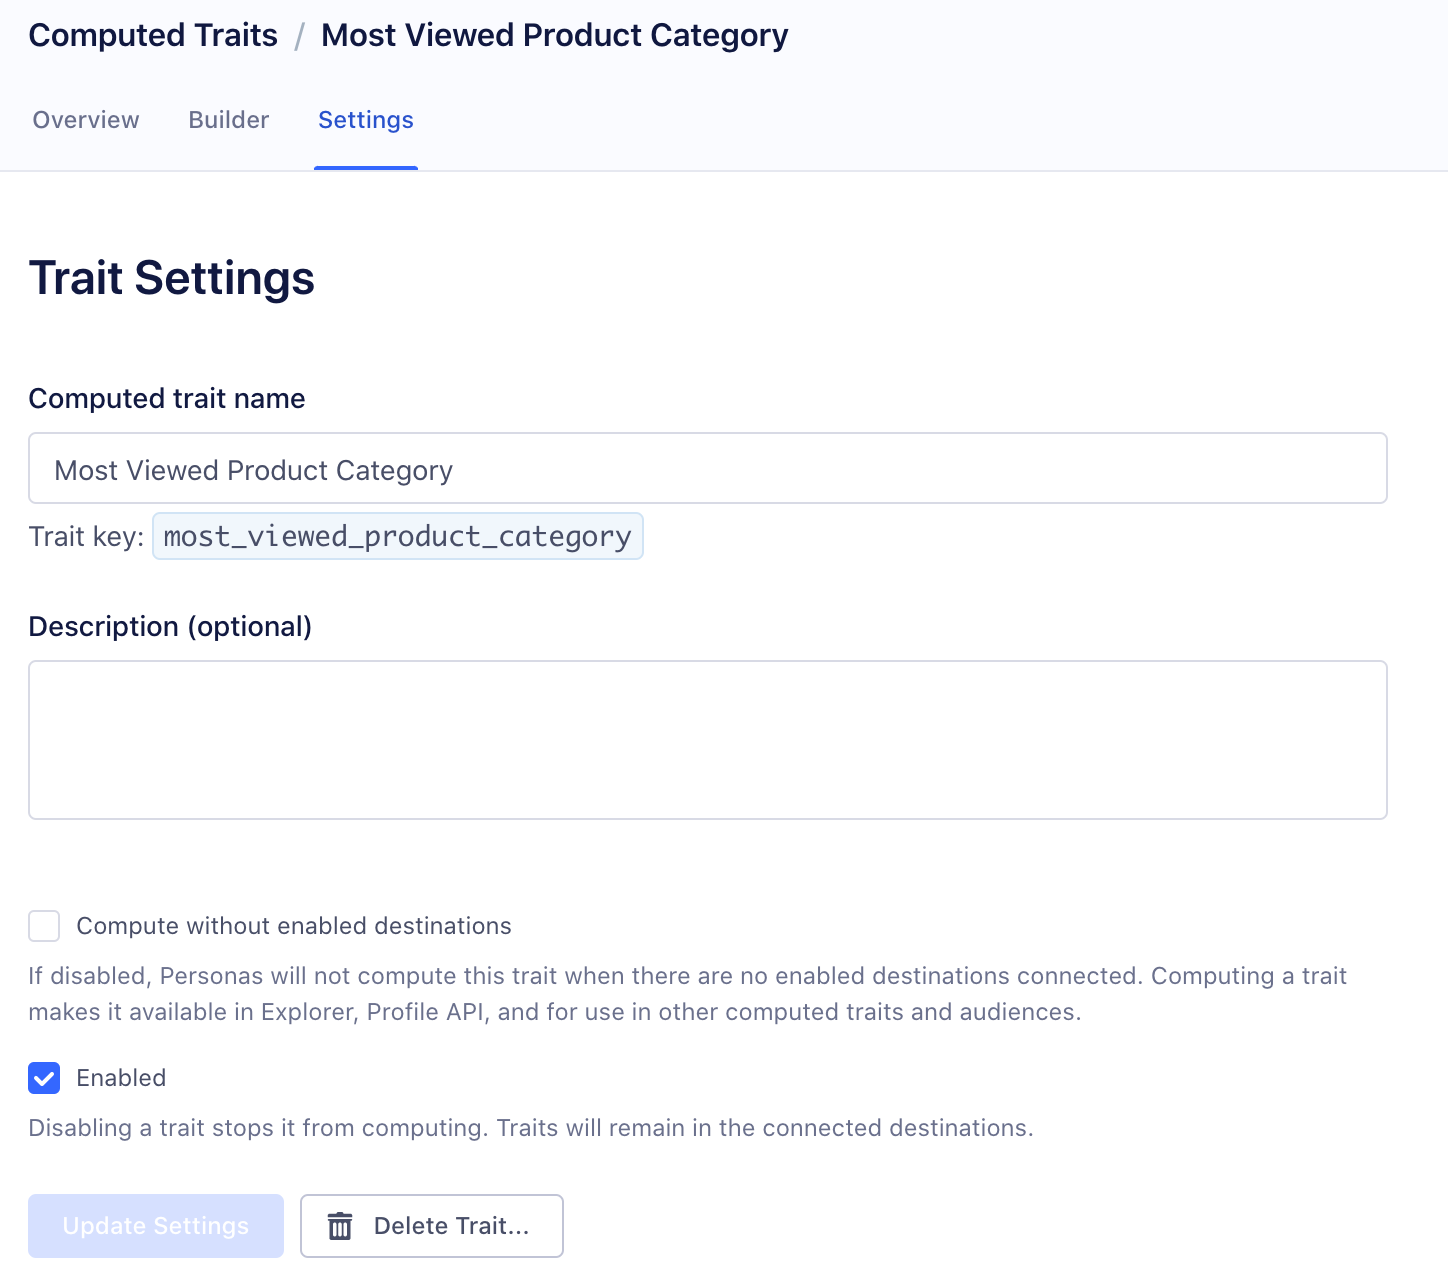 Computed Traits / Most Viewed Product Category
Overview Builder Settings
Trait Settings
Computed trait name
Most Viewed Product Category
Trait key: most_viewed_product_category
Description (optional)
Compute without enabled destinations
If disabled, Personas will not compute this trait when there are no enabled destinations connected. Computing a trait
makes it available in Explorer, Profile API, and for use in other computed traits and audiences.
Enabled
Disabling a trait stops it from computing. Traits will remain in the connected destinations.
Update Settings Delete Trait...